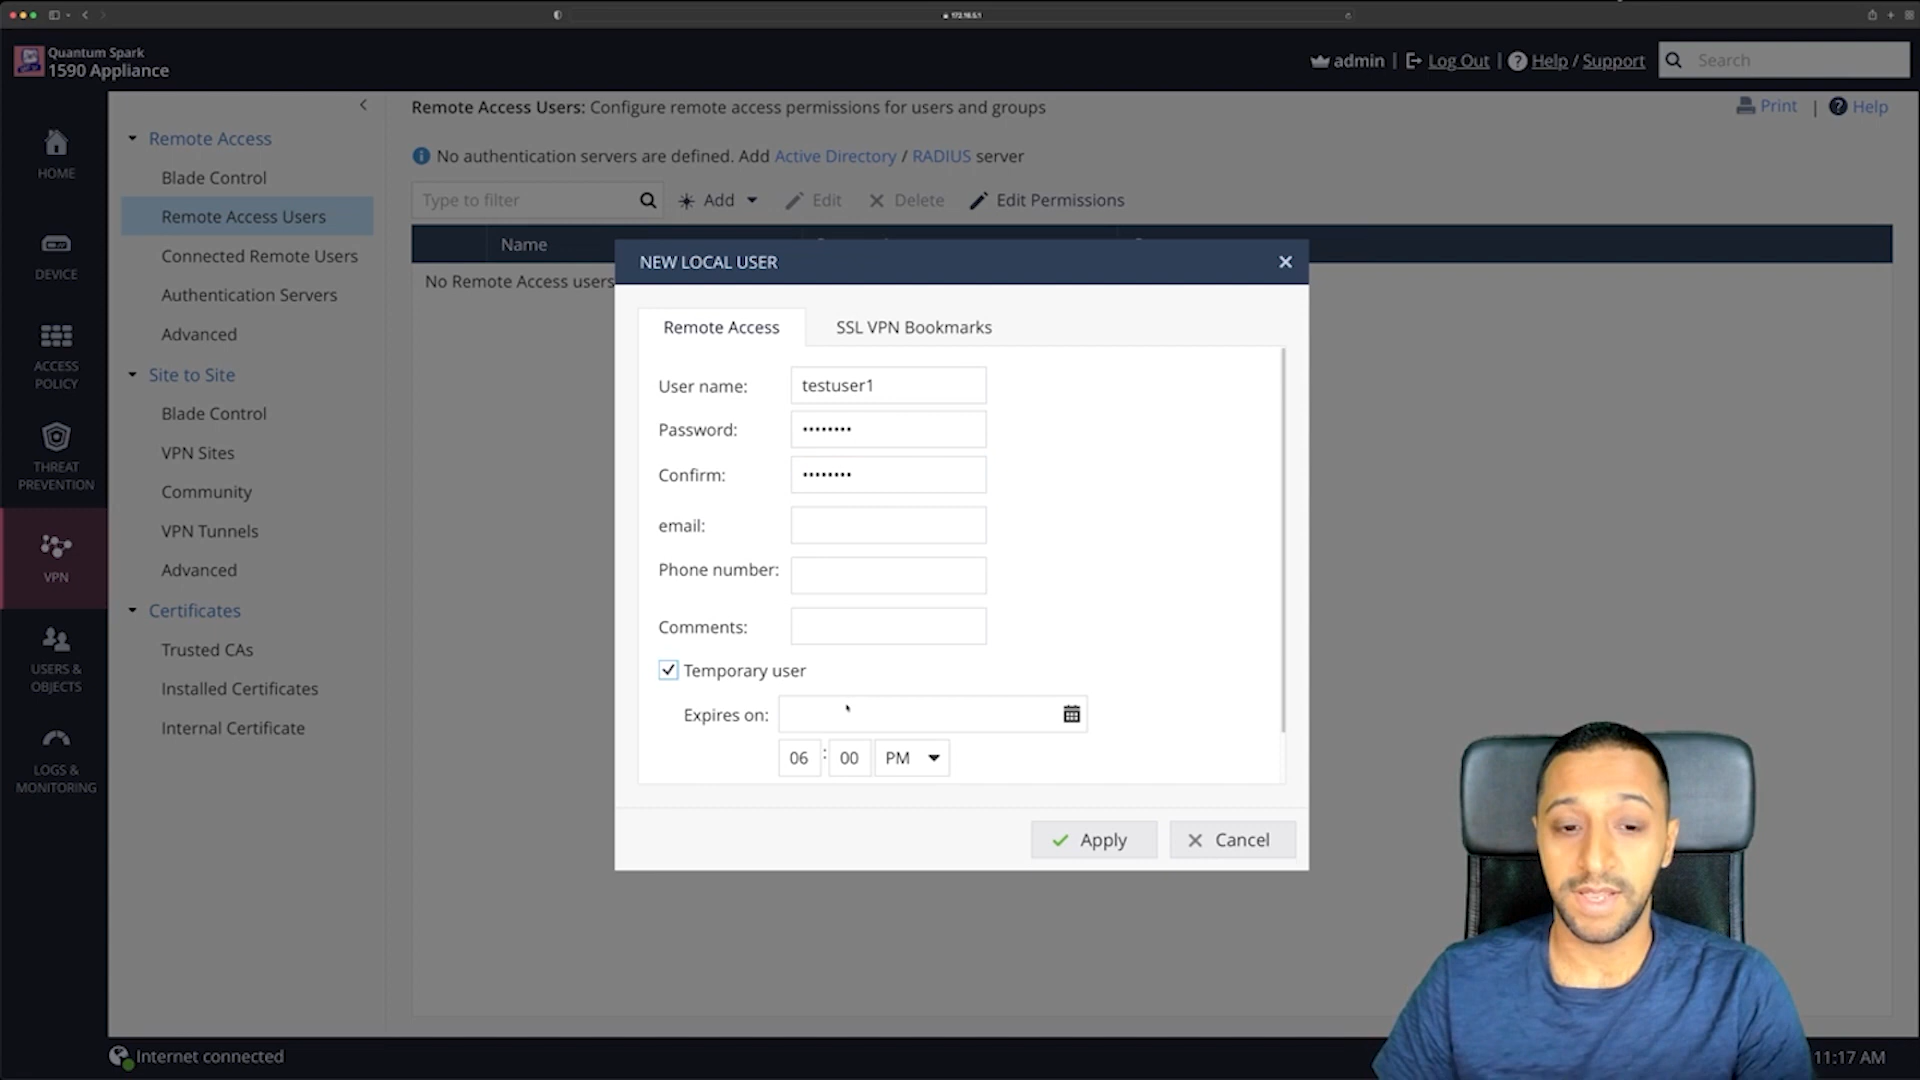 172.16.5.1
Quantum Spark
1590 Appliance
admin | Log Out | Help / Support
Search
HOME
DEVICE
ACCESS
POLICY
THREAT
PREVENTION
VPN
USERS &
OBJECTS
LOGS &
MONITORING
Remote Access
Blade Control
Remote Access Users
Connected Remote Users
Authentication Servers
Advanced
Site to Site
Blade Control
VPN Sites
Community
VPN Tunnels
Advanced
Certificates
Trusted CAs
Installed Certificates
Internal Certificate
Remote Access Users: Configure remote access permissions for users and groups
Print | Help
No authentication servers are defined. Add Active Directory / RADIUS server
Type to filter
Add
Edit
Delete
Edit Permissions
Name
No Remote Access users
NEW LOCAL USER
Remote Access
SSL VPN Bookmarks
User name: testuser1
Password: ••••••••
Confirm: ••••••••
email:
Phone number:
Comments:
Temporary user
Expires on:
06 : 00 PM
Apply
Cancel
Internet connected
11:17 AM